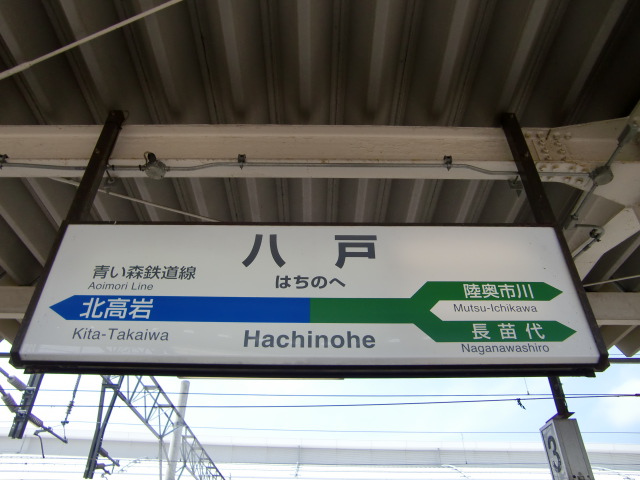 八戸
はちのへ
青い森鉄道線
Aoimori Line
北高岩
Kita-Takaiwa
Hachinohe
陸奥市川
Mutsu-Ichikawa
長苗代
Naganawashiro
3